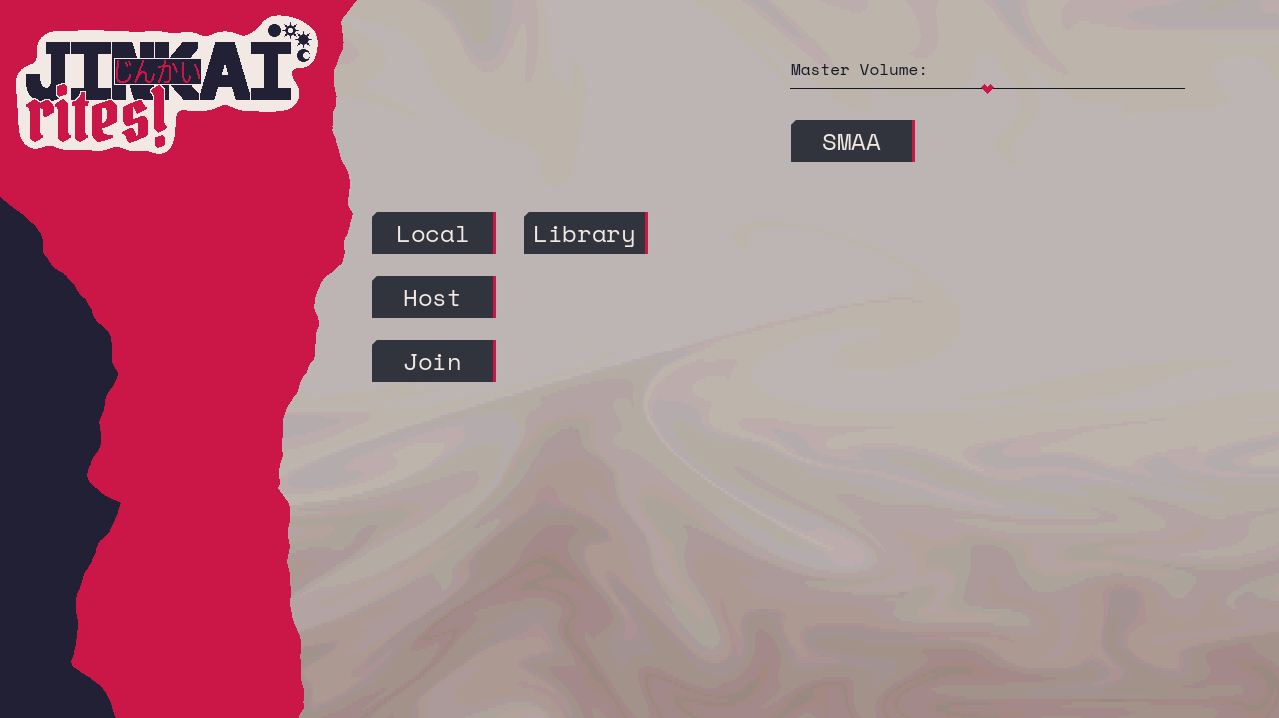 JINKAI
じんかい
rites!
Master Volume:
SMAA
Local
Library
Host
Join